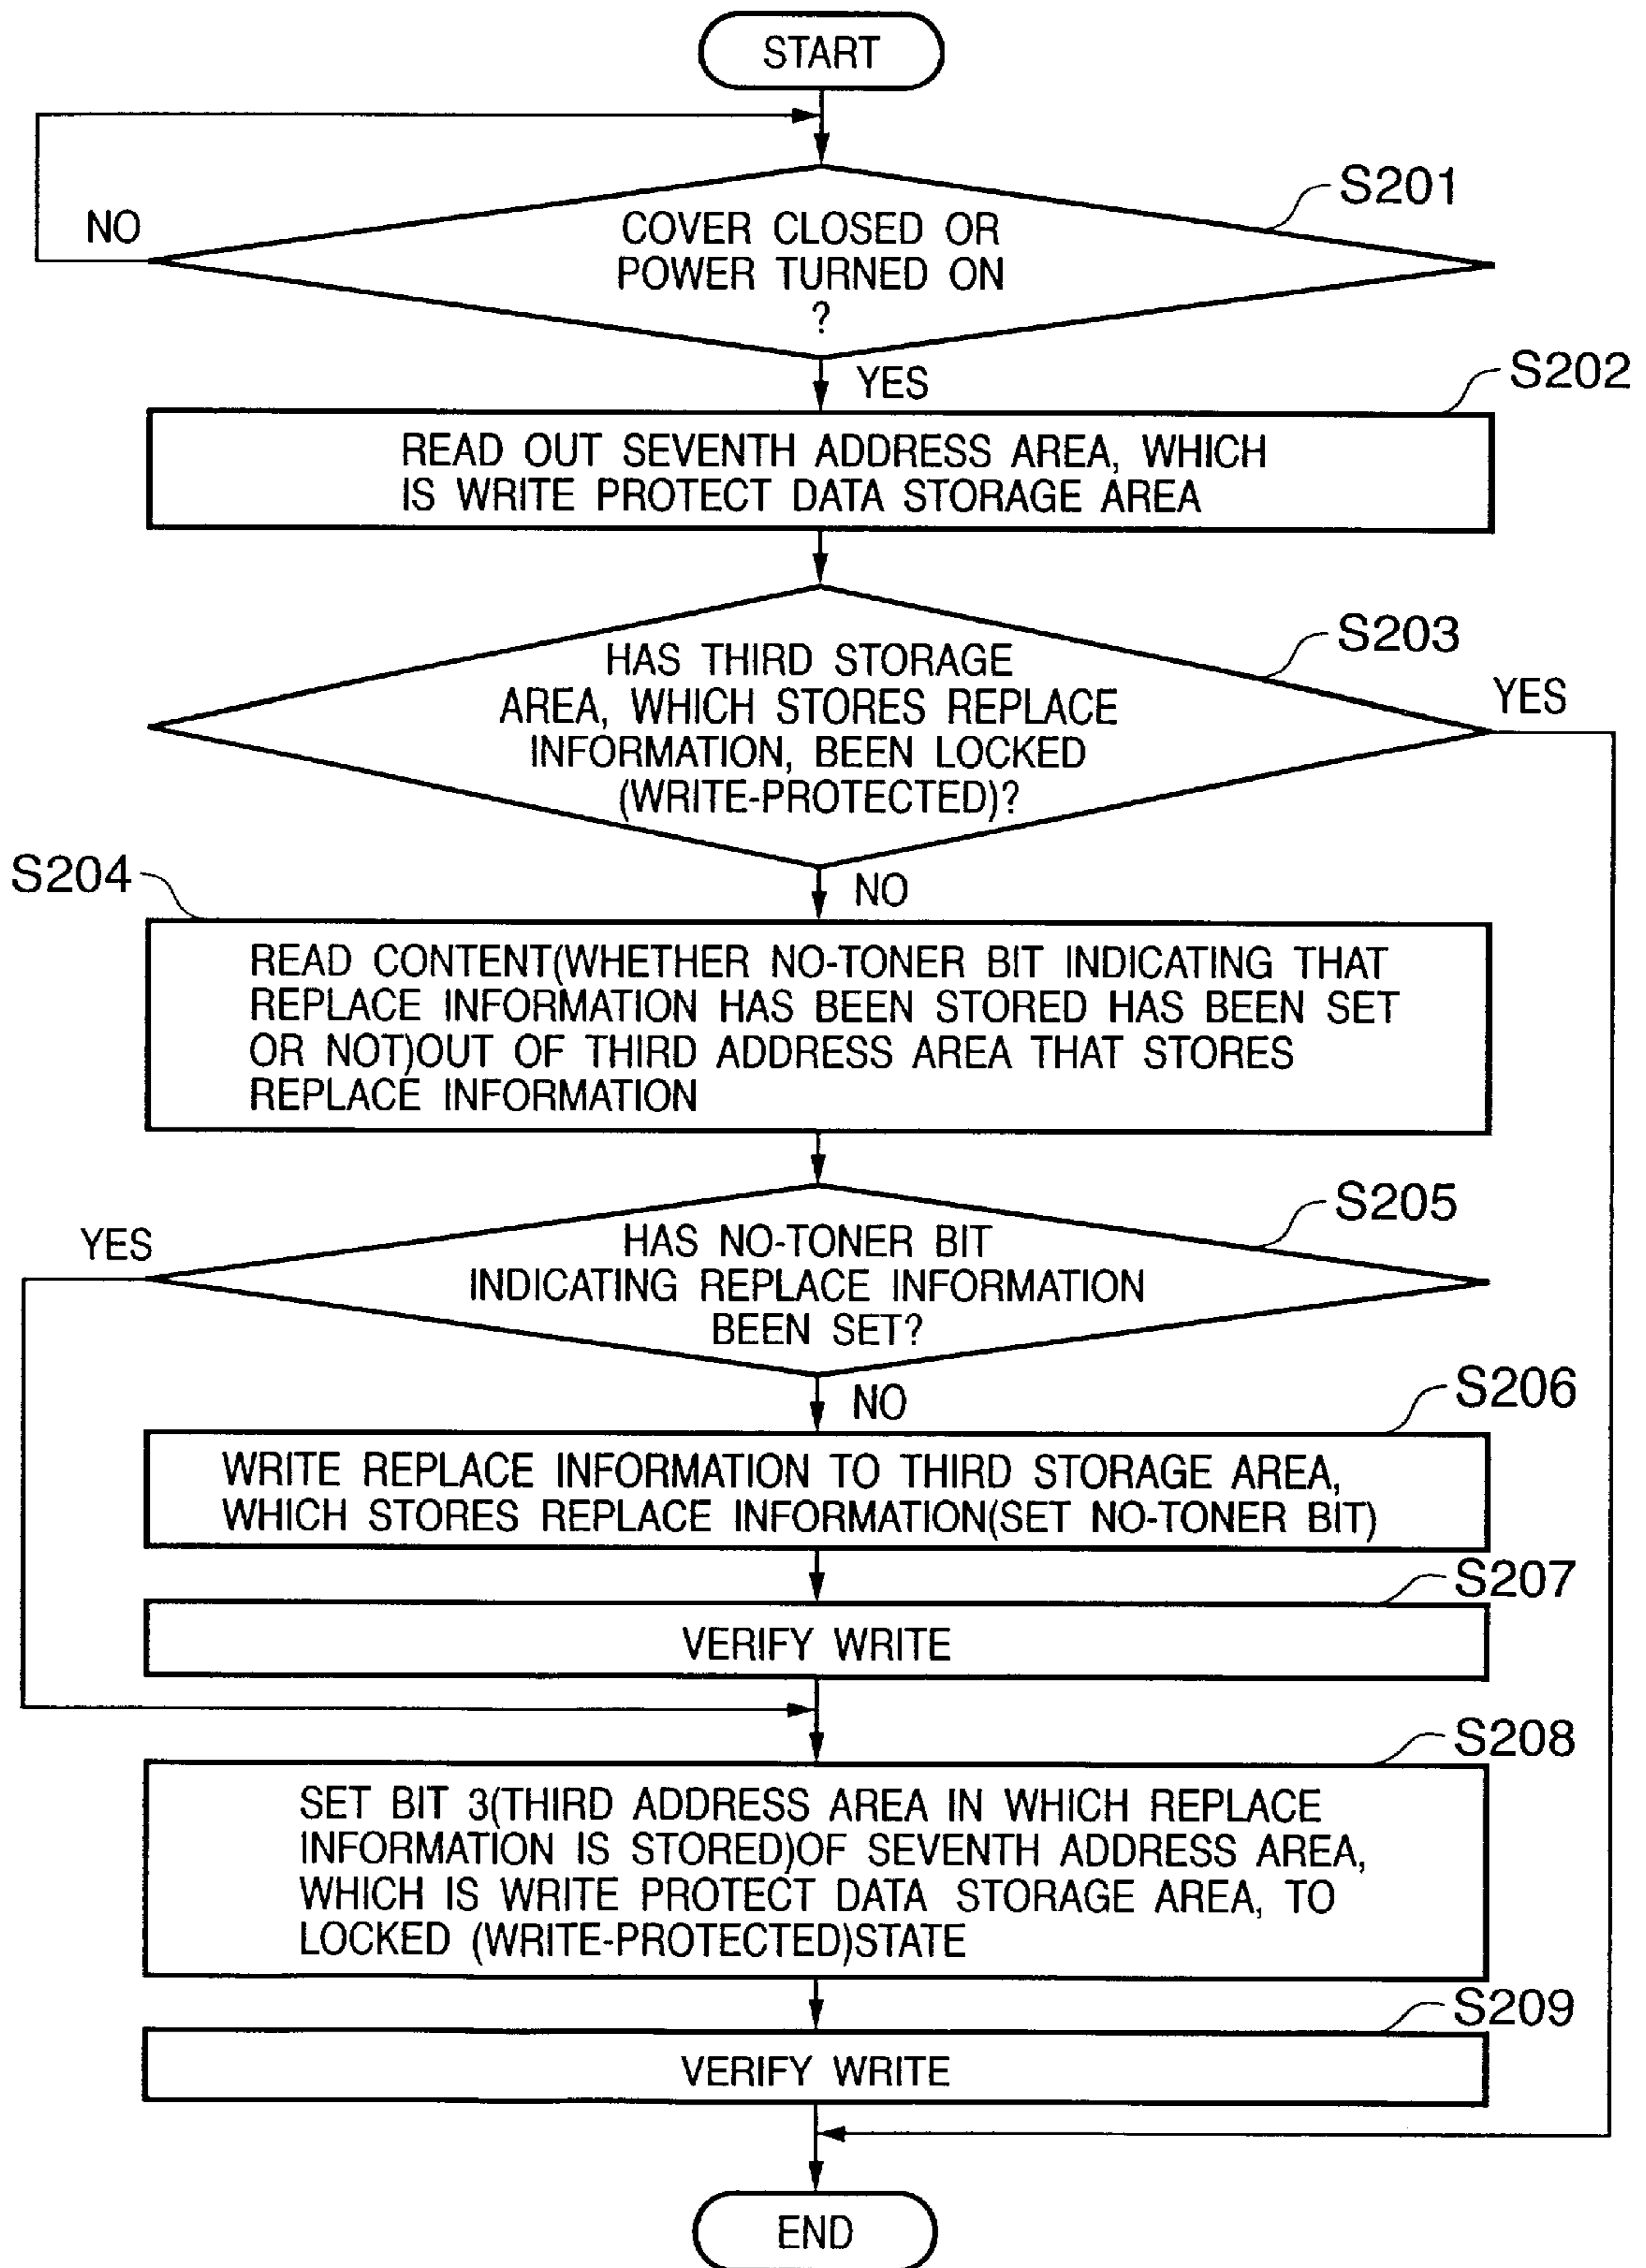 START
S201
NO
COVER CLOSED OR
POWER TURNED ON
?
YES
S202
READ OUT SEVENTH ADDRESS AREA, WHICH
IS WRITE PROTECT DATA STORAGE AREA
S203
HAS THIRD STORAGE
AREA, WHICH STORES REPLACE
INFORMATION, BEEN LOCKED
(WRITE-PROTECTED)?
YES
S204
NO
READ CONTENT(WHETHER NO-TONER BIT INDICATING THAT
REPLACE INFORMATION HAS BEEN STORED HAS BEEN SET
OR NOT)OUT OF THIRD ADDRESS AREA THAT STORES
REPLACE INFORMATION
S205
YES
HAS NO-TONER BIT
INDICATING REPLACE INFORMATION
BEEN SET?
NO
S206
WRITE REPLACE INFORMATION TO THIRD STORAGE AREA,
WHICH STORES REPLACE INFORMATION(SET NO-TONER BIT)
S207
VERIFY WRITE
S208
SET BIT 3(THIRD ADDRESS AREA IN WHICH REPLACE
INFORMATION IS STORED)OF SEVENTH ADDRESS AREA,
WHICH IS WRITE PROTECT DATA STORAGE AREA, TO
LOCKED (WRITE-PROTECTED)STATE
S209
VERIFY WRITE
END